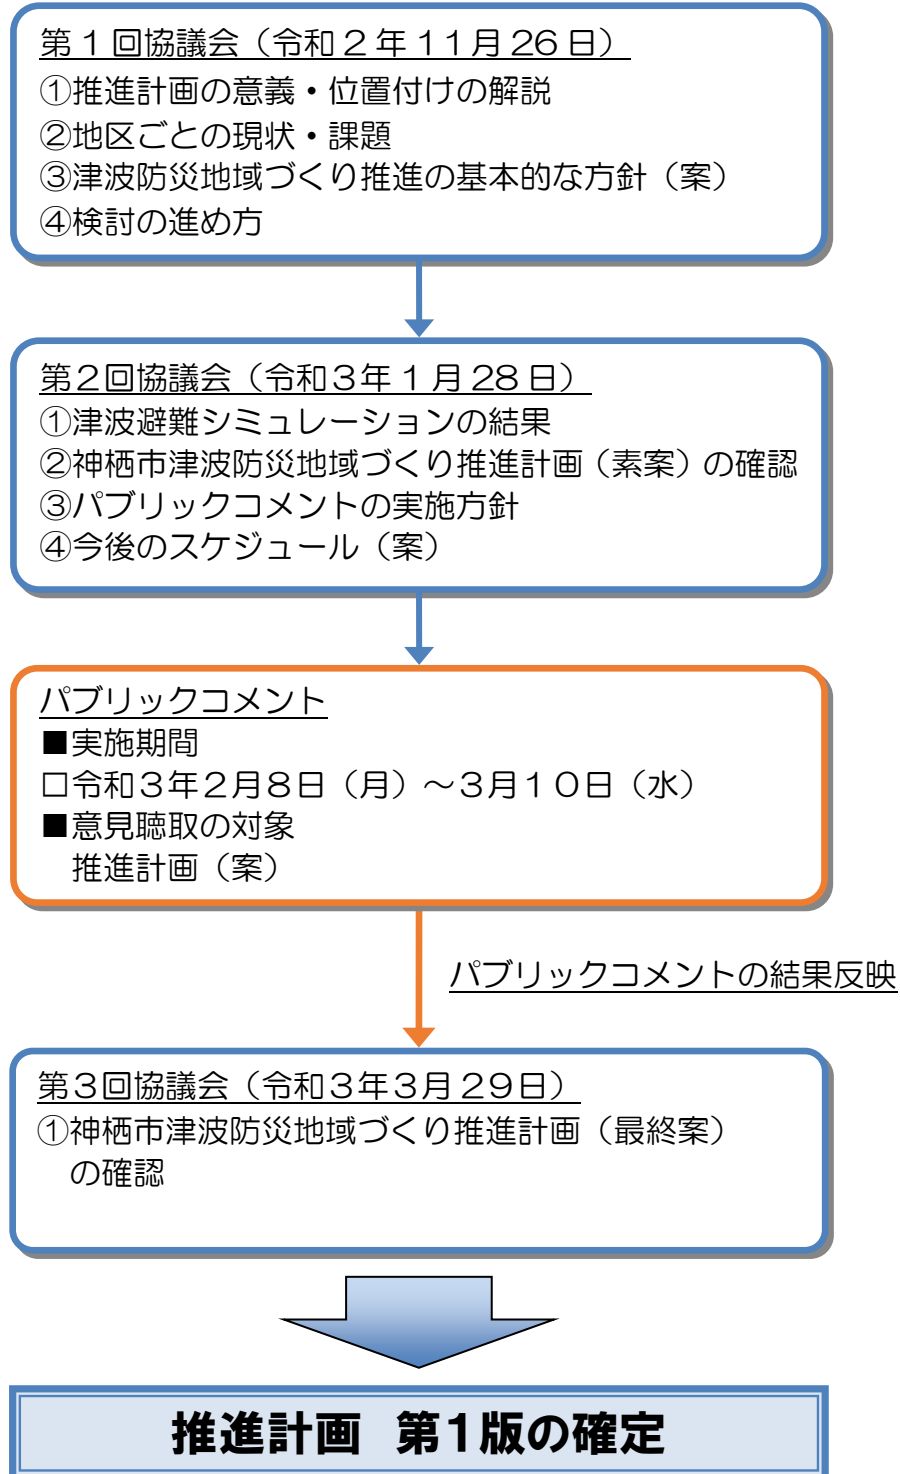 第１回協議会（令和２年１１月26日）
①推進計画の意義・位置付けの解説
②地区ごとの現状・課題
③津波防災地域づくり推進の基本的な方針（案）
④検討の進め方
第２回協議会（令和３年１月28日）
①津波避難シミュレーションの結果
②神栖市津波防災地域づくり推進計画（素案）の確認
③パブリックコメントの実施方針
④今後のスケジュール（案）
パブリックコメント
■実施期間
□令和３年２月８日（月）～３月１０日（水）
■意見聴取の対象
推進計画（案）
パブリックコメントの結果反映
第３回協議会（令和３年３月２９日）
①神栖市津波防災地域づくり推進計画（最終案）
の確認
推進計画　第1版の確定